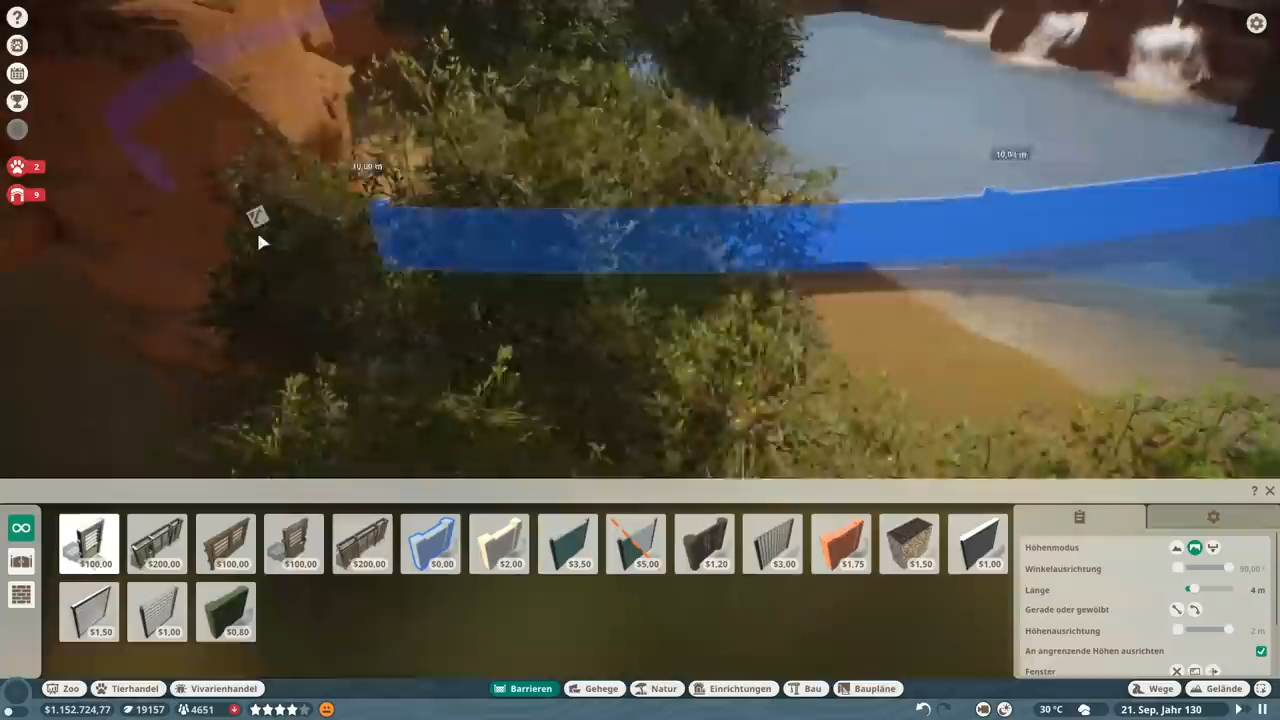 ?
10,04 m
2
9
? ✕
$100,00 $200,00 $100,00 $100,00 $200,00 $0,00 $2,00 $3,50 $5,00 $1,20 $3,00 $1,75 $1,50 $1,00
$1,50 $1,00 $0,80
Höhenmodus
Winkelausrichtung 90,00°
Länge 4 m
Gerade oder gewölbt
Höhenausrichtung 2 m
An angrenzende Höhen ausrichten
Fenster
Zoo Tierhandel Vivarienhandel Barrieren Gehege Natur Einrichtungen Bau Baupläne Wege Gelände
$1.152.724,77 19157 4651 30 °C 21. Sep, Jahr 130